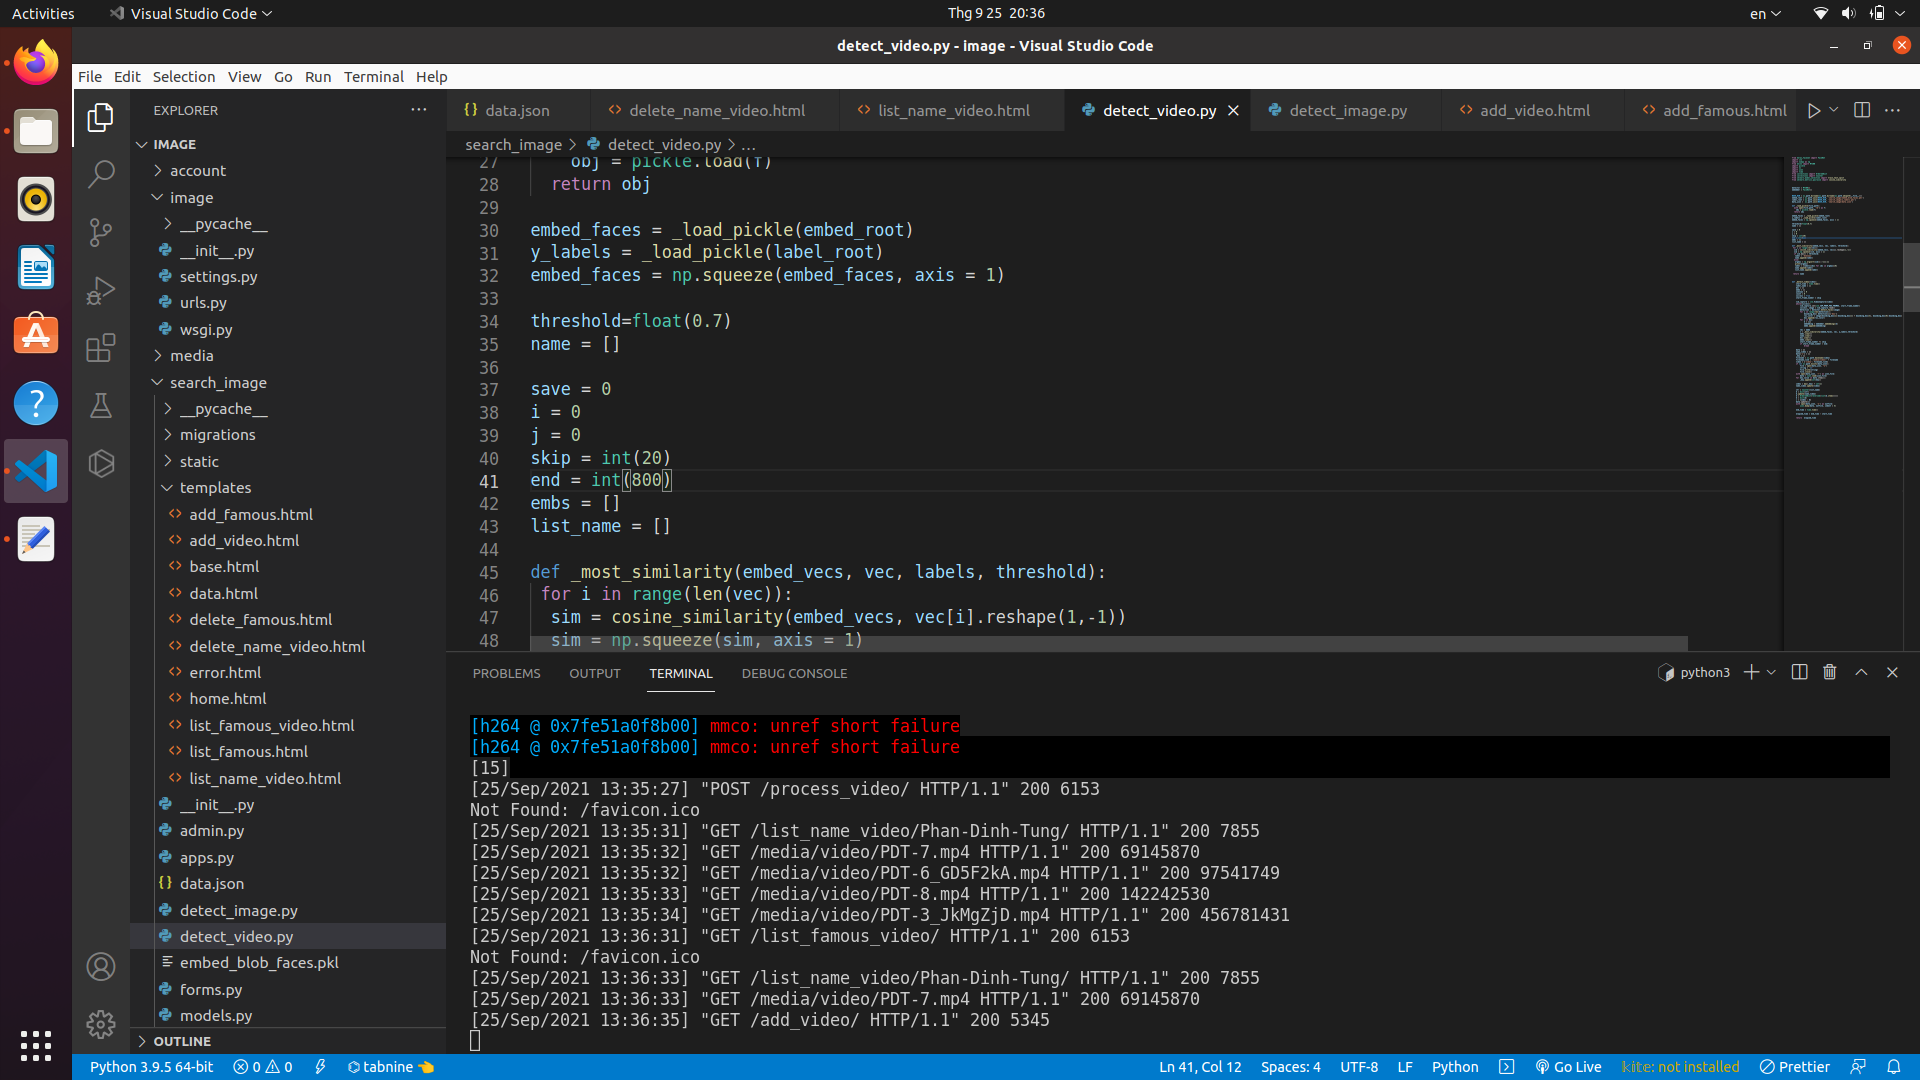 Activities
Visual Studio Code
Thg 9 25 20:36
en
detect_video.py - image - Visual Studio Code
File Edit Selection View Go Run Terminal Help
EXPLORER
IMAGE
account
image
__pycache__
__init__.py
settings.py
urls.py
wsgi.py
media
search_image
__pycache__
migrations
static
templates
add_famous.html
add_video.html
base.html
data.html
delete_famous.html
delete_name_video.html
error.html
home.html
list_famous_video.html
list_famous.html
list_name_video.html
__init__.py
admin.py
apps.py
data.json
detect_image.py
detect_video.py
embed_blob_faces.pkl
forms.py
models.py
OUTLINE
data.json delete_name_video.html list_name_video.html detect_video.py detect_image.py add_video.html add_famous.html
search_image > detect_video.py > ...
27 obj = pickle.load(f)
28 return obj
29
30 embed_faces = _load_pickle(embed_root)
31 y_labels = _load_pickle(label_root)
32 embed_faces = np.squeeze(embed_faces, axis = 1)
33
34 threshold=float(0.7)
35 name = []
36
37 save = 0
38 i = 0
39 j = 0
40 skip = int(20)
41 end = int(800)
42 embs = []
43 list_name = []
44
45 def _most_similarity(embed_vecs, vec, labels, threshold):
46 for i in range(len(vec)):
47 sim = cosine_similarity(embed_vecs, vec[i].reshape(1,-1))
48 sim = np.squeeze(sim, axis = 1)
PROBLEMS OUTPUT TERMINAL DEBUG CONSOLE
python3
[h264 @ 0x7fe51a0f8b00] mmco: unref short failure
[h264 @ 0x7fe51a0f8b00] mmco: unref short failure
[15]
[25/Sep/2021 13:35:27] "POST /process_video/ HTTP/1.1" 200 6153
Not Found: /favicon.ico
[25/Sep/2021 13:35:31] "GET /list_name_video/Phan-Dinh-Tung/ HTTP/1.1" 200 7855
[25/Sep/2021 13:35:32] "GET /media/video/PDT-7.mp4 HTTP/1.1" 200 69145870
[25/Sep/2021 13:35:32] "GET /media/video/PDT-6_GD5F2kA.mp4 HTTP/1.1" 200 97541749
[25/Sep/2021 13:35:33] "GET /media/video/PDT-8.mp4 HTTP/1.1" 200 142242530
[25/Sep/2021 13:35:34] "GET /media/video/PDT-3_JkMgZjD.mp4 HTTP/1.1" 200 456781431
[25/Sep/2021 13:36:31] "GET /list_famous_video/ HTTP/1.1" 200 6153
Not Found: /favicon.ico
[25/Sep/2021 13:36:33] "GET /list_name_video/Phan-Dinh-Tung/ HTTP/1.1" 200 7855
[25/Sep/2021 13:36:33] "GET /media/video/PDT-7.mp4 HTTP/1.1" 200 69145870
[25/Sep/2021 13:36:35] "GET /add_video/ HTTP/1.1" 200 5345
Python 3.9.5 64-bit 0 0 tabnine Ln 41, Col 12 Spaces: 4 UTF-8 LF Python Go Live kite: not installed Prettier